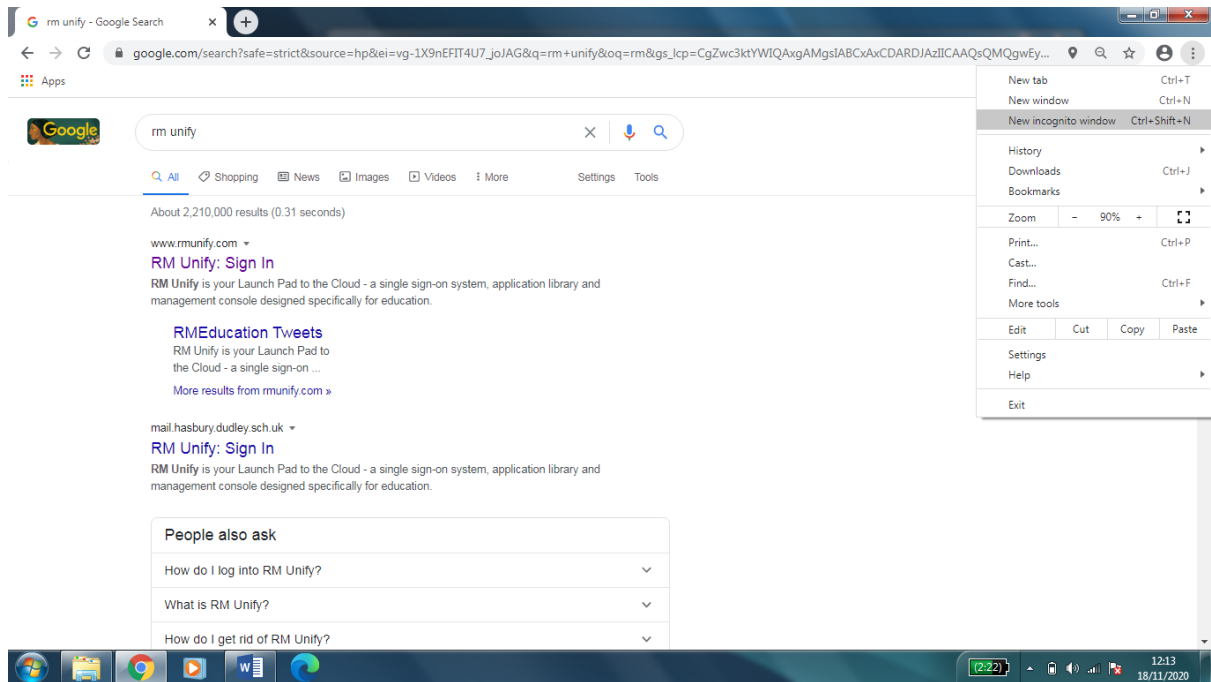 rm unify - Google Search
google.com/search?safe=strict&source=hp&ei=vg-1X9nEFIT4U7_joJAG&q=rm+unify&oq=rm&gs_lcp=CgZwc3ktYWIQAxgAMgsIABCxAxCDARDJAzIICAAQsQMQgwEy...
Apps
Google
rm unify
All Shopping News Images Videos More Settings Tools
About 2,210,000 results (0.31 seconds)
www.rmunify.com
RM Unify: Sign In
RM Unify is your Launch Pad to the Cloud - a single sign-on system, application library and
management console designed specifically for education.
RMEducation Tweets
RM Unify is your Launch Pad to
the Cloud - a single sign-on ...
More results from rmunify.com »
mail.hasbury.dudley.sch.uk
RM Unify: Sign In
RM Unify is your Launch Pad to the Cloud - a single sign-on system, application library and
management console designed specifically for education.
People also ask
How do I log into RM Unify?
What is RM Unify?
How do I get rid of RM Unify?
New tab Ctrl+T
New window Ctrl+N
New incognito window Ctrl+Shift+N
History
Downloads Ctrl+J
Bookmarks
Zoom - 90% +
Print... Ctrl+P
Cast...
Find... Ctrl+F
More tools
Edit Cut Copy Paste
Settings
Help
Exit
(2:22)
12:13
18/11/2020